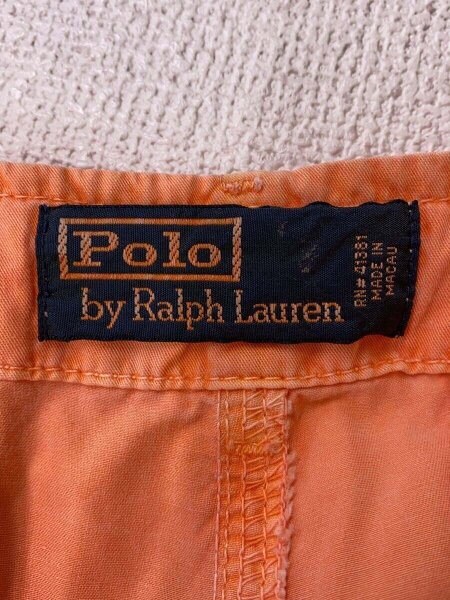 Polo
by Ralph Lauren
RN# 41381
MADE IN
MACAU